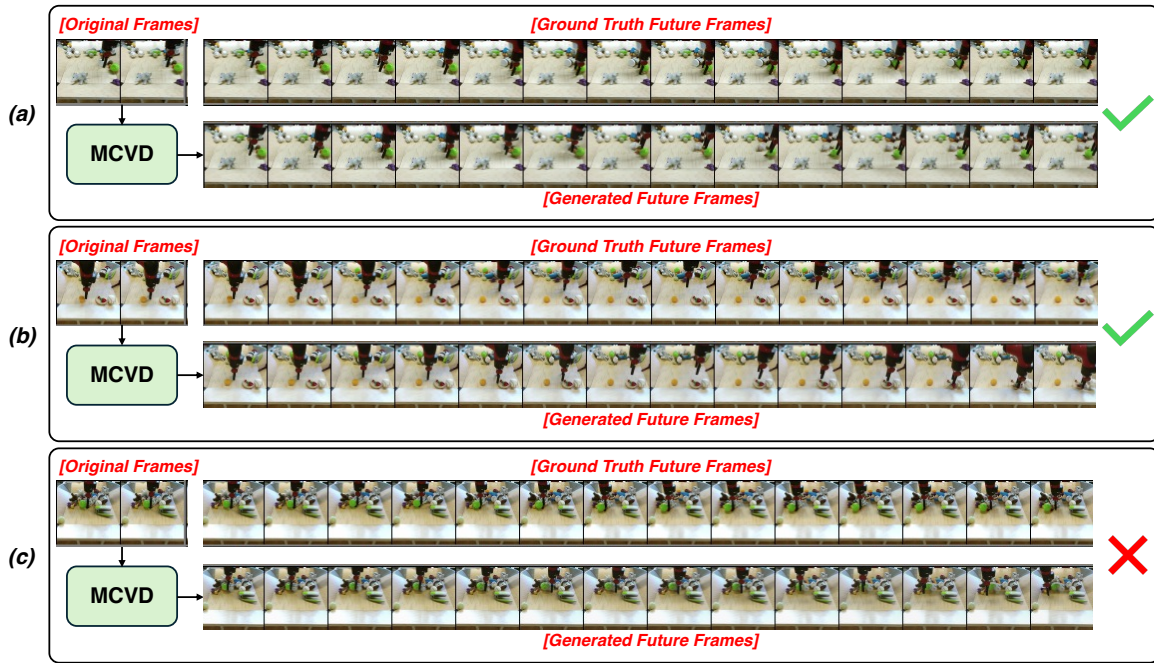 [Original Frames] [Ground Truth Future Frames]
(a)
MCVD
[Generated Future Frames]
[Original Frames] [Ground Truth Future Frames]
(b)
MCVD
[Generated Future Frames]
[Original Frames] [Ground Truth Future Frames]
(c)
MCVD
[Generated Future Frames]